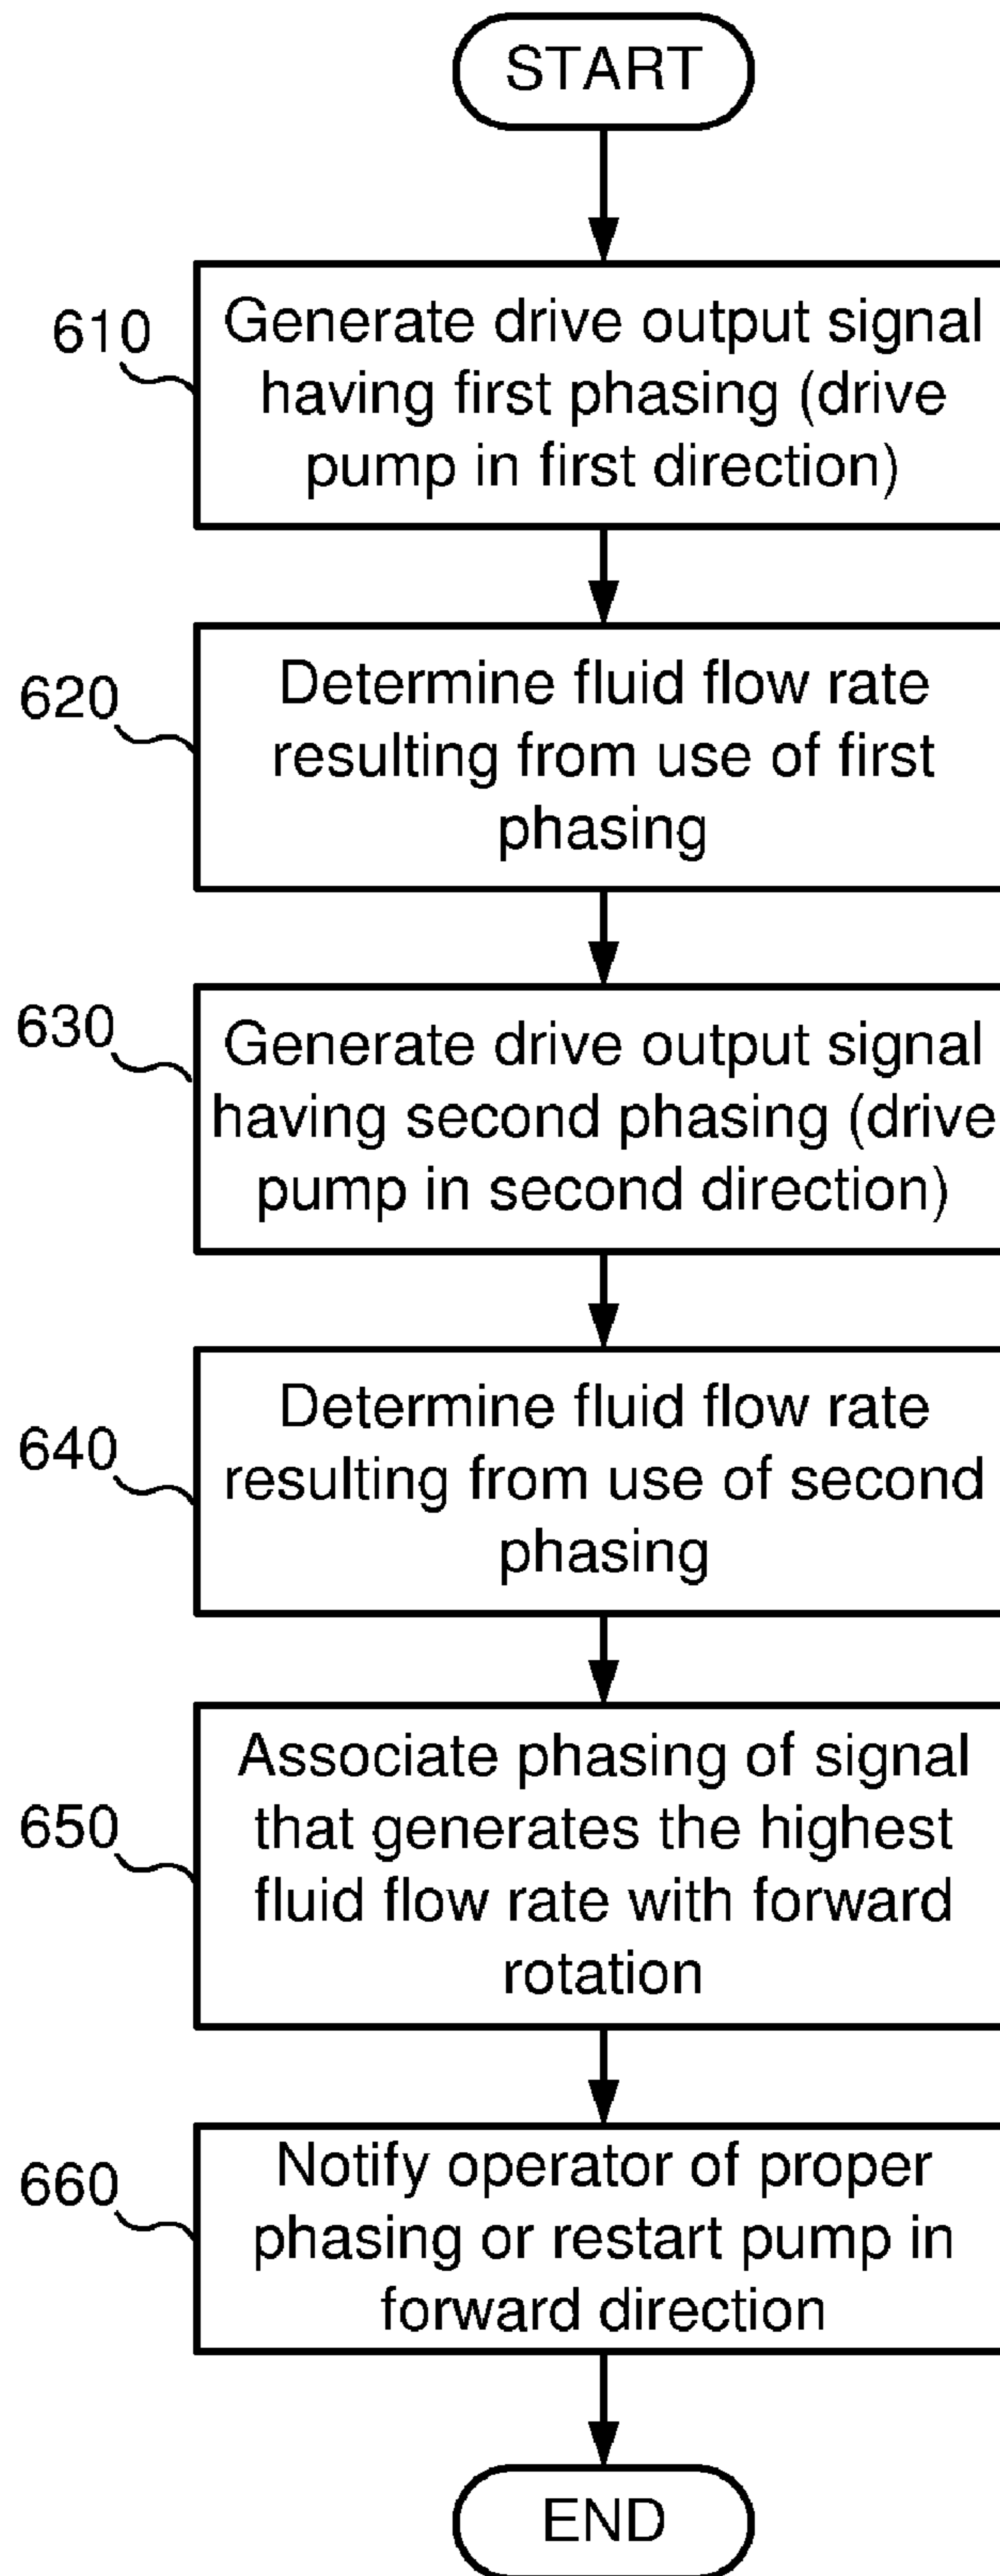 START
610
Generate drive output signal
having first phasing (drive
pump in first direction)
620
Determine fluid flow rate
resulting from use of first
phasing
630
Generate drive output signal
having second phasing (drive
pump in second direction)
640
Determine fluid flow rate
resulting from use of second
phasing
650
Associate phasing of signal
that generates the highest
fluid flow rate with forward
rotation
660
Notify operator of proper
phasing or restart pump in
forward direction
END